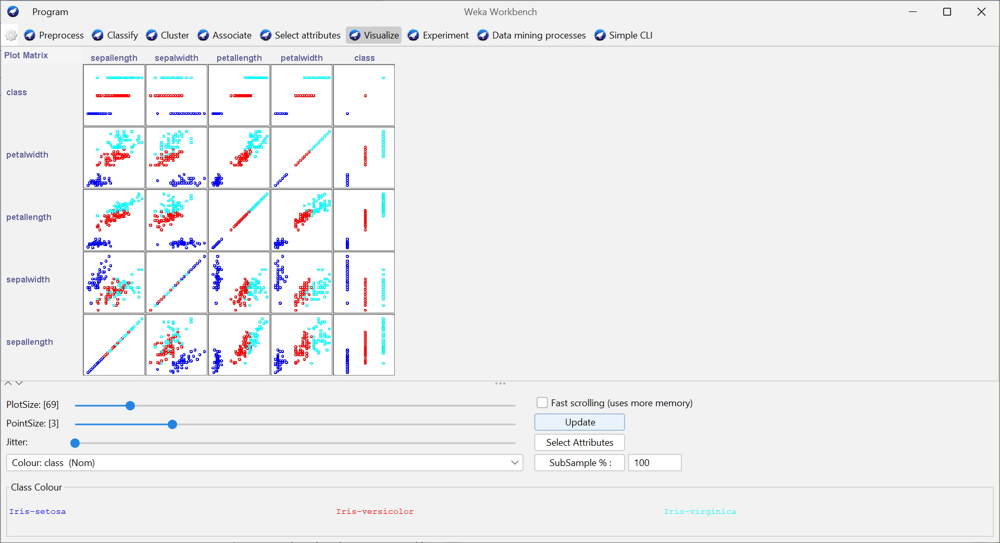 Program
Weka Workbench
Preprocess Classify Cluster Associate Select attributes Visualize Experiment Data mining processes Simple CLI
Plot Matrix sepallength sepalwidth petallength petalwidth class
class
petalwidth
petallength
sepalwidth
sepallength
PlotSize: [69]
Fast scrolling (uses more memory)
PointSize: [3]
Update
Jitter:
Select Attributes
Colour: class (Nom)
SubSample % : 100
Class Colour
Iris-setosa Iris-versicolor Iris-virginica